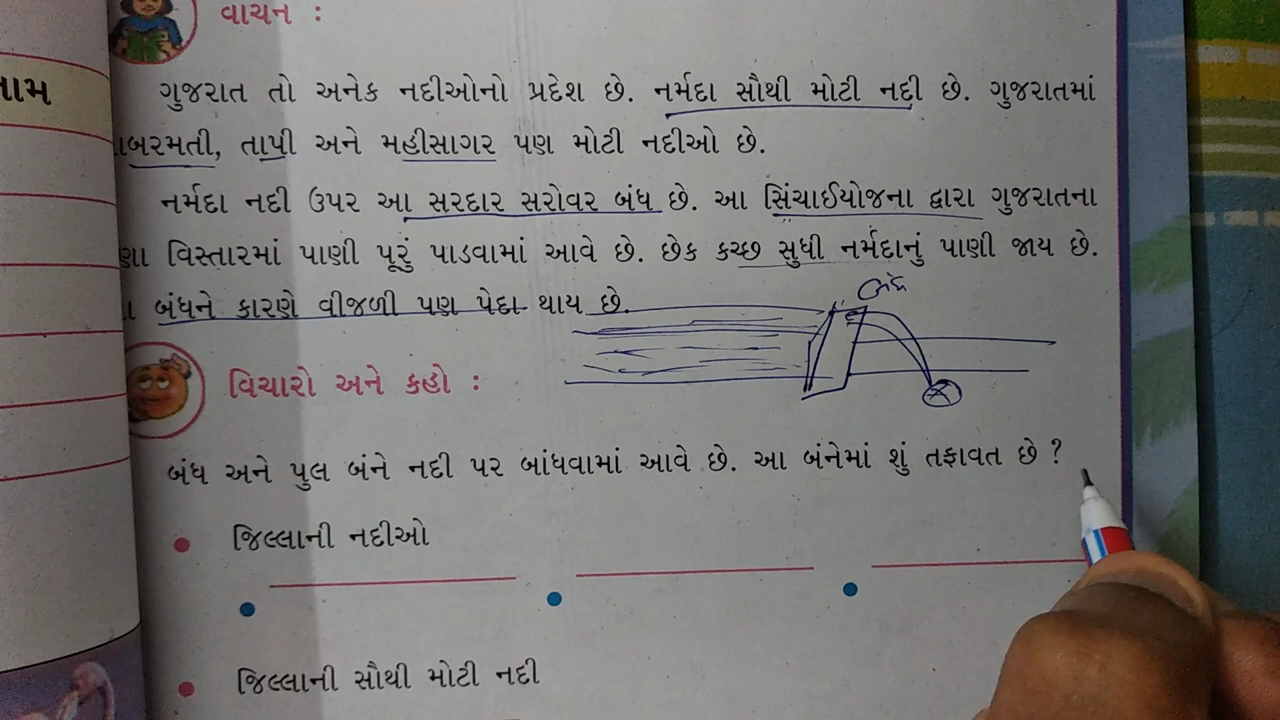 વાચન :
ગુજરાત તો અનેક નદીઓનો પ્રદેશ છે. નર્મદા સૌથી મોટી નદી છે. ગુજરાતમાં
ાબરમતી, તાપી અને મહીસાગર પણ મોટી નદીઓ છે.
નર્મદા નદી ઉપર આ સરદાર સરોવર બંધ છે. આ સિંચાઈયોજના દ્વારા ગુજરાતના
ણા વિસ્તારમાં પાણી પૂરું પાડવામાં આવે છે. છેક કચ્છ સુધી નર્મદાનું પાણી જાય છે.
બંધને કારણે વીજળી પણ પેદા થાય છે.
બંધ
વિચારો અને કહો :
બંધ અને પુલ બંને નદી પર બાંધવામાં આવે છે. આ બંનેમાં શું તફાવત છે ?
જિલ્લાની નદીઓ
જિલ્લાની સૌથી મોટી નદી